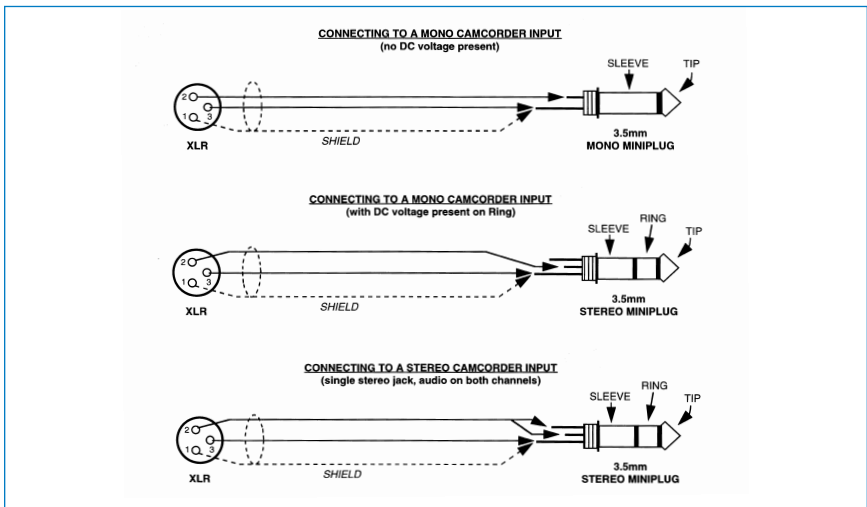 CONNECTING TO A MONO CAMCORDER INPUT
(no DC voltage present)
SLEEVE
TIP
2
3
1
SHIELD
XLR
3.5mm
MONO MINIPLUG
CONNECTING TO A MONO CAMCORDER INPUT
(with DC voltage present on Ring)
RING
SLEEVE
TIP
2
3
1
SHIELD
XLR
3.5mm
STEREO MINIPLUG
CONNECTING TO A STEREO CAMCORDER INPUT
(single stereo jack, audio on both channels)
RING
SLEEVE
TIP
2
3
1
SHIELD
XLR
3.5mm
STEREO MINIPLUG